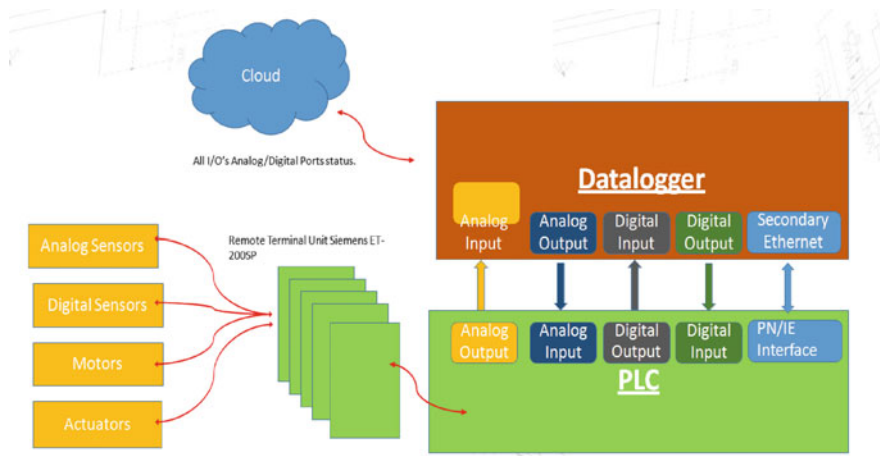 Cloud
All I/O's Analog/Digital Ports status.
Datalogger
Analog
Input
Analog
Output
Digital
Input
Digital
Output
Secondary
Ethernet
Analog Sensors
Digital Sensors
Motors
Actuators
Remote Terminal Unit Siemens ET-
200SP
Analog
Output
Analog
Input
Digital
Output
Digital
Input
PN/IE
Interface
PLC